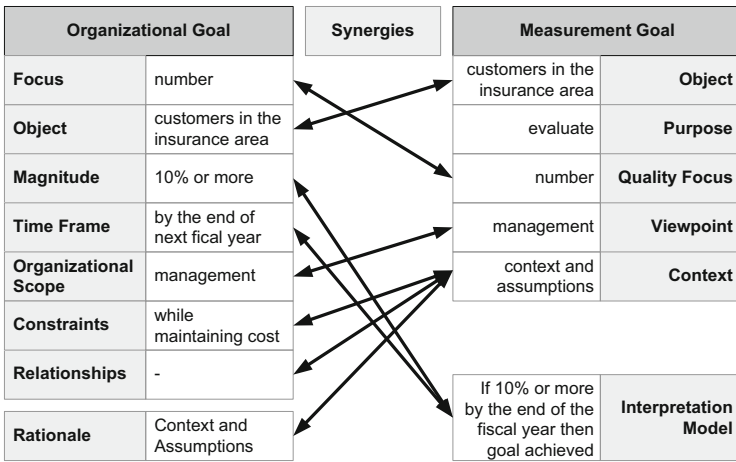 Organizational Goal
Synergies
Measurement Goal
Focus
number
Object
customers in the
insurance area
Magnitude
10% or more
Time Frame
by the end of
next fical year
Organizational
Scope
management
Constraints
while
maintaining cost
Relationships
-
Rationale
Context and
Assumptions
customers in the
insurance area
Object
evaluate
Purpose
number
Quality Focus
management
Viewpoint
context and
assumptions
Context
If 10% or more
by the end of the
fiscal year then
goal achieved
Interpretation
Model